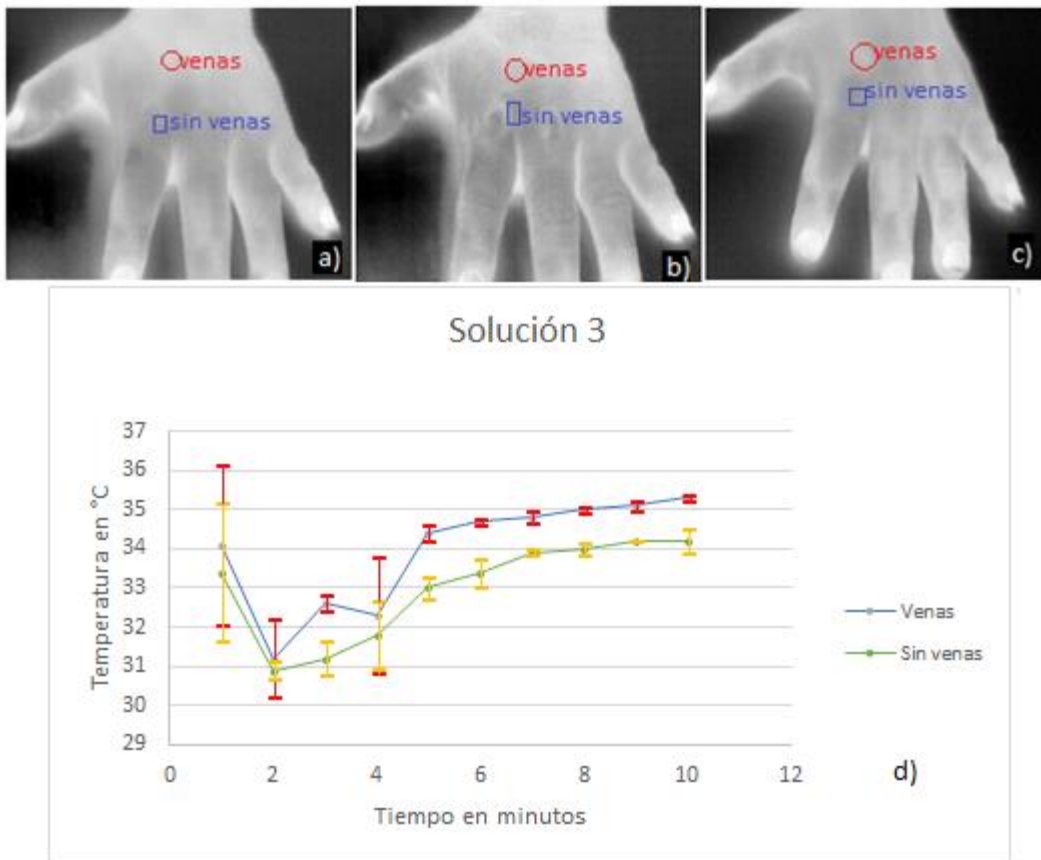 venas
sin venas
a)
venas
sin venas
b)
venas
sin venas
c)
Solución 3
Temperatura en °C
37
36
35
34
33
32
31
30
29
0 2 4 6 8 10 12
Tiempo en minutos
Venas
Sin venas
d)